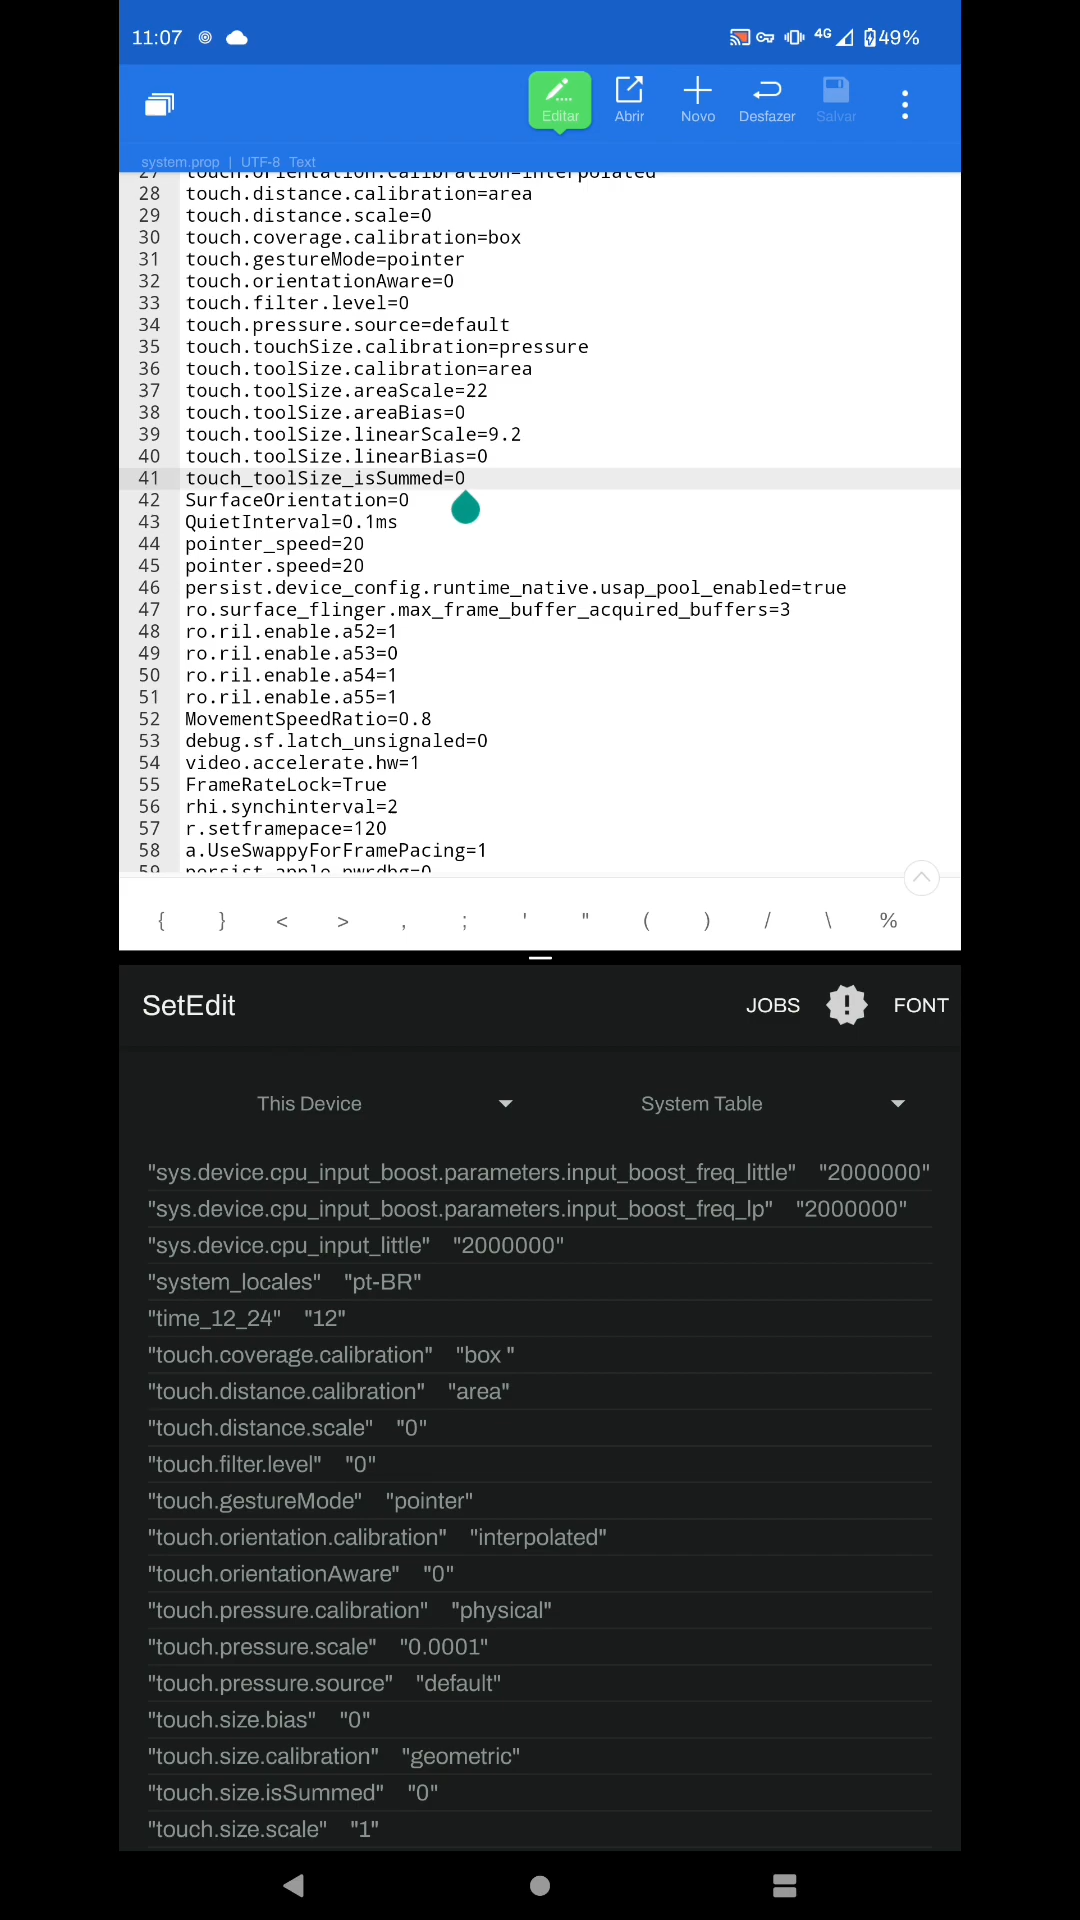 11:07 4G 49%
Editar Abrir Novo Desfazer Salvar
system.prop | UTF-8 Text
27 touch.orientation.calibration=interpolated
28 touch.distance.calibration=area
29 touch.distance.scale=0
30 touch.coverage.calibration=box
31 touch.gestureMode=pointer
32 touch.orientationAware=0
33 touch.filter.level=0
34 touch.pressure.source=default
35 touch.touchSize.calibration=pressure
36 touch.toolSize.calibration=area
37 touch.toolSize.areaScale=22
38 touch.toolSize.areaBias=0
39 touch.toolSize.linearScale=9.2
40 touch.toolSize.linearBias=0
41 touch_toolSize_isSummed=0
42 SurfaceOrientation=0
43 QuietInterval=0.1ms
44 pointer_speed=20
45 pointer.speed=20
46 persist.device_config.runtime_native.usap_pool_enabled=true
47 ro.surface_flinger.max_frame_buffer_acquired_buffers=3
48 ro.ril.enable.a52=1
49 ro.ril.enable.a53=0
50 ro.ril.enable.a54=1
51 ro.ril.enable.a55=1
52 MovementSpeedRatio=0.8
53 debug.sf.latch_unsignaled=0
54 video.accelerate.hw=1
55 FrameRateLock=True
56 rhi.synchinterval=2
57 r.setframepace=120
58 a.UseSwappyForFramePacing=1
59 persist.apple.pwrdbg=0
{ } < > , ; ' " ( ) / \ %
SetEdit JOBS FONT
This Device System Table
"sys.device.cpu_input_boost.parameters.input_boost_freq_little" "2000000"
"sys.device.cpu_input_boost.parameters.input_boost_freq_lp" "2000000"
"sys.device.cpu_input_little" "2000000"
"system_locales" "pt-BR"
"time_12_24" "12"
"touch.coverage.calibration" "box "
"touch.distance.calibration" "area"
"touch.distance.scale" "0"
"touch.filter.level" "0"
"touch.gestureMode" "pointer"
"touch.orientation.calibration" "interpolated"
"touch.orientationAware" "0"
"touch.pressure.calibration" "physical"
"touch.pressure.scale" "0.0001"
"touch.pressure.source" "default"
"touch.size.bias" "0"
"touch.size.calibration" "geometric"
"touch.size.isSummed" "0"
"touch.size.scale" "1"